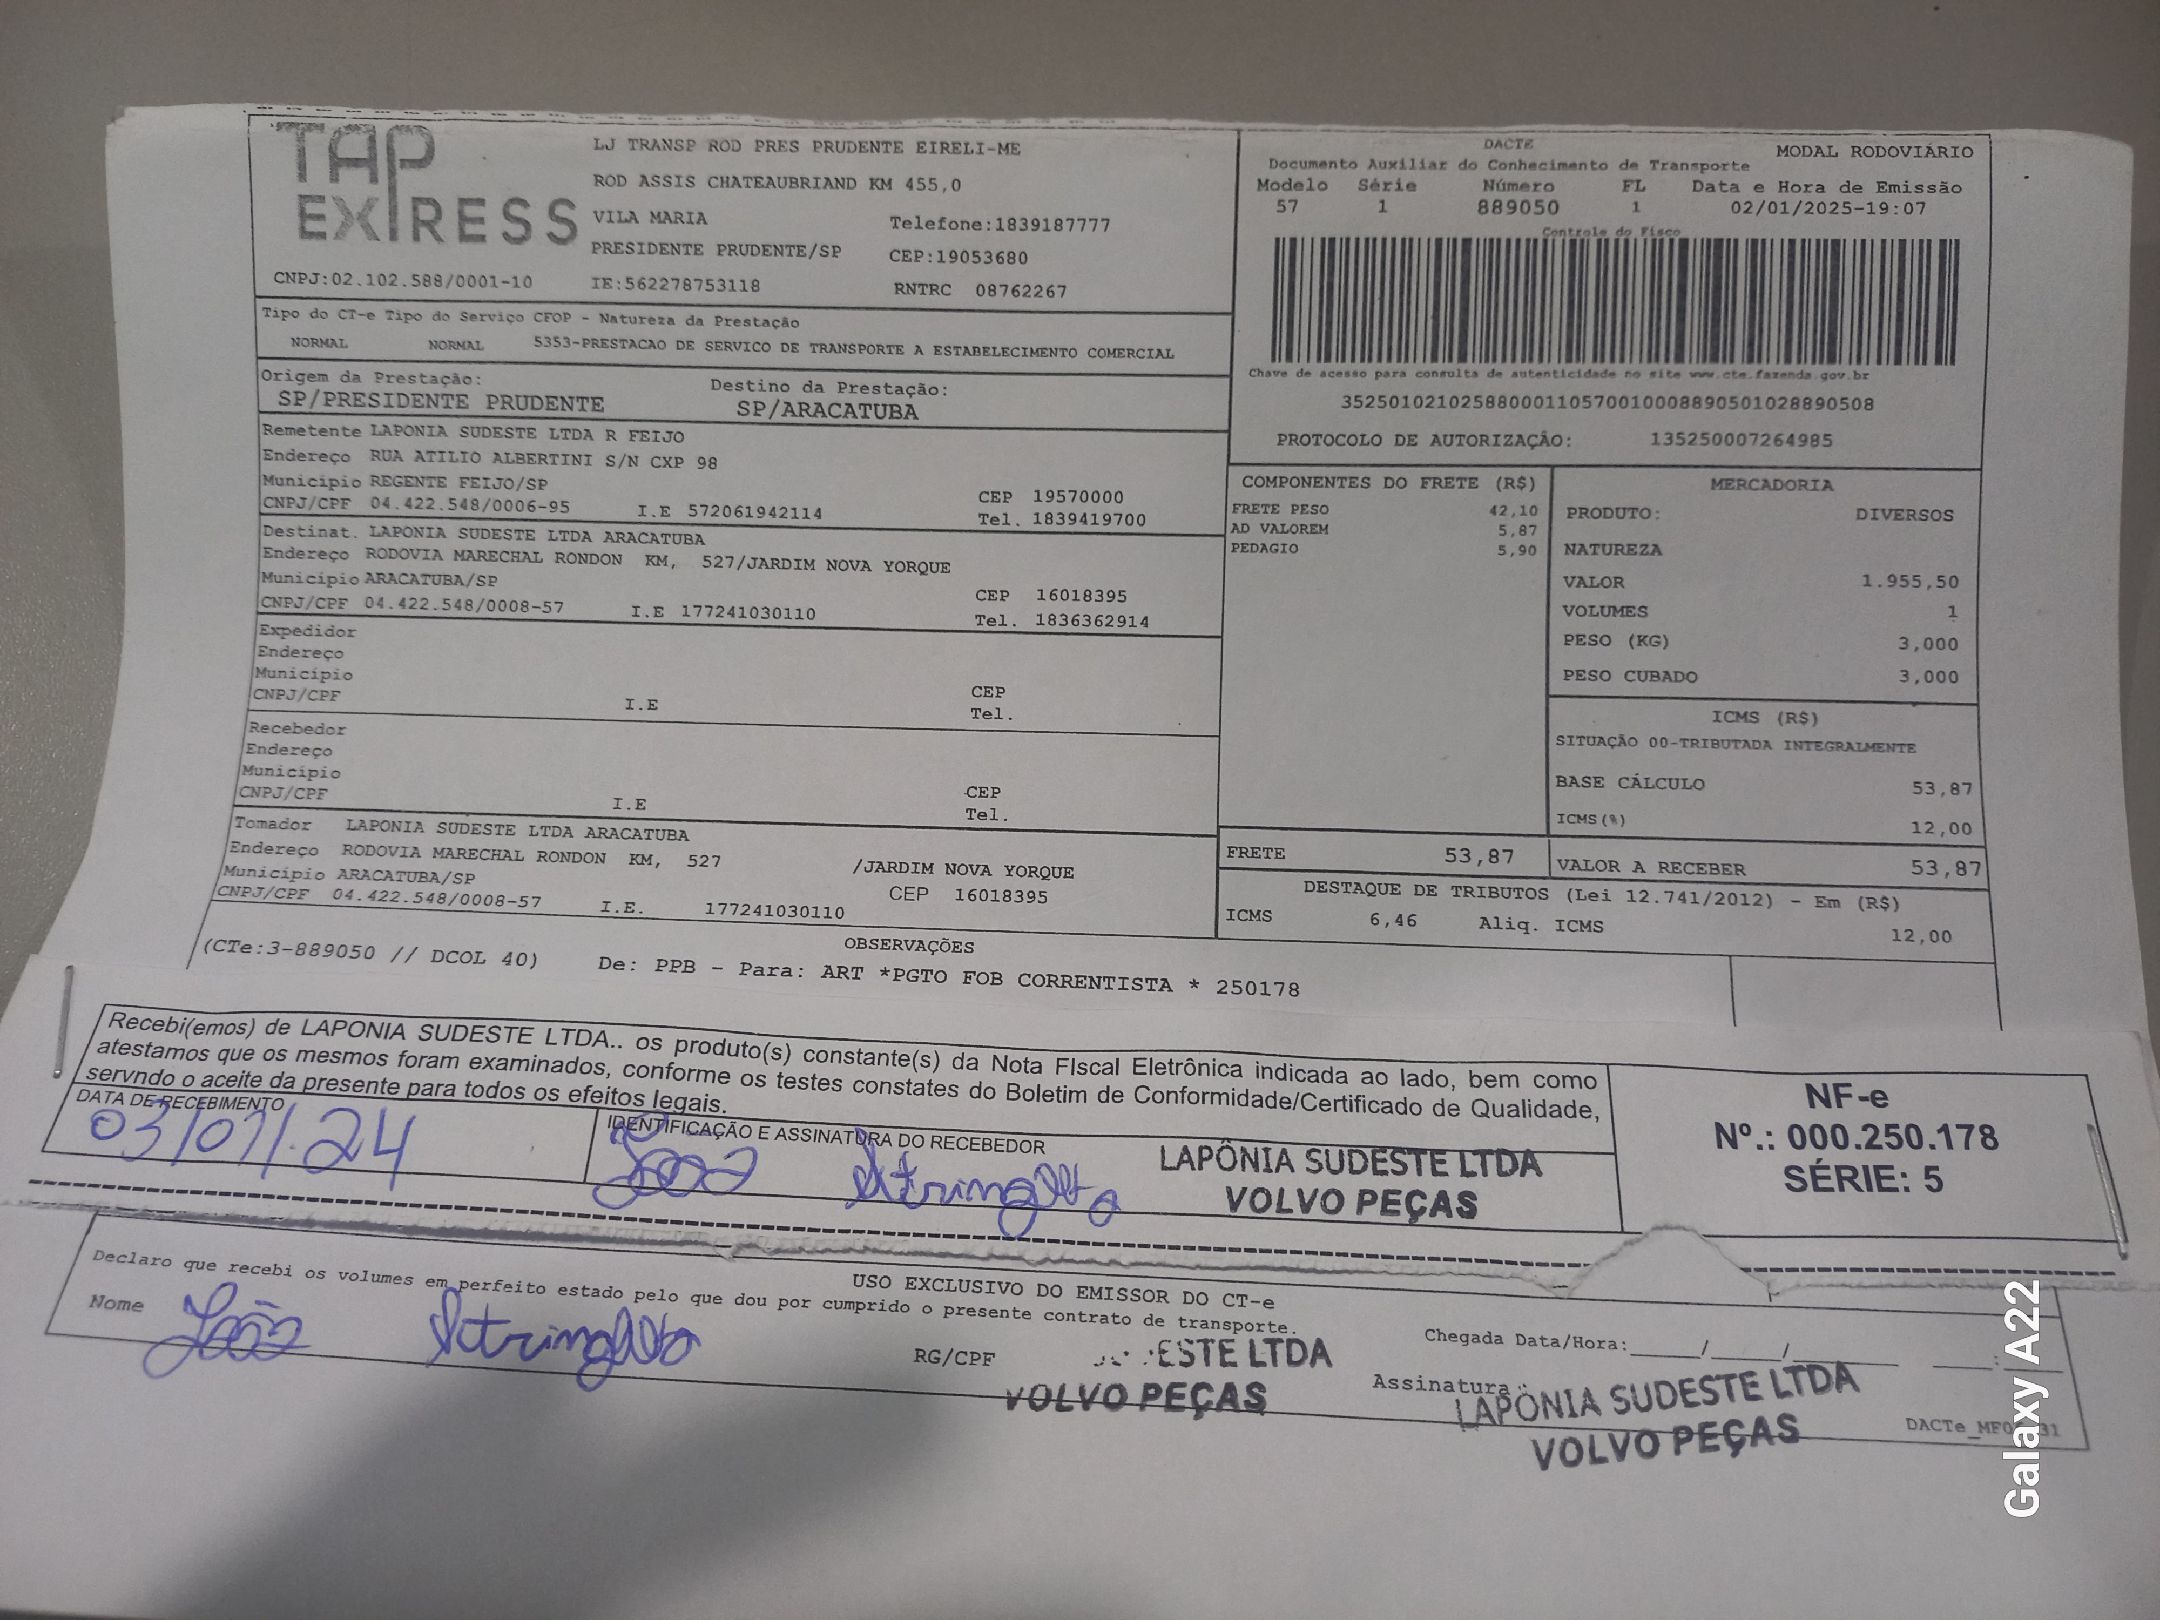 TAP
EXPRESS
LJ TRANSP ROD PRES PRUDENTE EIRELI-ME
ROD ASSIS CHATEAUBRIAND KM 455,0
VILA MARIA Telefone:1839187777
PRESIDENTE PRUDENTE/SP CEP:19053680
CNPJ:02.102.588/0001-10 IE:562278753118 RNTRC 08762267
DACTE
MODAL RODOVIÁRIO
Documento Auxiliar do Conhecimento de Transporte
Modelo Série Número FL Data e Hora de Emissão
57 1 889050 1 02/01/2025-19:07
Controle do Fisco
Chave de acesso para consulta de autenticidade no site www.cte.fazenda.gov.br
35250102102588000110570010008890501028890508
PROTOCOLO DE AUTORIZAÇÃO: 135250007264985
Tipo do CT-e Tipo do Serviço CFOP - Natureza da Prestação
NORMAL NORMAL 5353-PRESTACAO DE SERVICO DE TRANSPORTE A ESTABELECIMENTO COMERCIAL
Origem da Prestação: Destino da Prestação:
SP/PRESIDENTE PRUDENTE SP/ARACATUBA
Remetente LAPONIA SUDESTE LTDA R FEIJO
Endereço RUA ATILIO ALBERTINI S/N CXP 98
Município REGENTE FEIJO/SP CEP 19570000
CNPJ/CPF 04.422.548/0006-95 I.E 572061942114 Tel. 1839419700
Destinat. LAPONIA SUDESTE LTDA ARACATUBA
Endereço RODOVIA MARECHAL RONDON KM, 527/JARDIM NOVA YORQUE
Município ARACATUBA/SP CEP 16018395
CNPJ/CPF 04.422.548/0008-57 I.E 177241030110 Tel. 1836362914
Expedidor
Endereço
Município CEP
CNPJ/CPF I.E Tel.
Recebedor
Endereço
Município CEP
CNPJ/CPF I.E Tel.
Tomador LAPONIA SUDESTE LTDA ARACATUBA
Endereço RODOVIA MARECHAL RONDON KM, 527 /JARDIM NOVA YORQUE
Município ARACATUBA/SP CEP 16018395
CNPJ/CPF 04.422.548/0008-57 I.E. 177241030110
COMPONENTES DO FRETE (R$)
FRETE PESO 42,10
AD VALOREM 5,87
PEDAGIO 5,90
MERCADORIA
PRODUTO: DIVERSOS
NATUREZA
VALOR 1.955,50
VOLUMES 1
PESO (KG) 3,000
PESO CUBADO 3,000
ICMS (R$)
SITUAÇÃO 00-TRIBUTADA INTEGRALMENTE
BASE CÁLCULO 53,87
ICMS(%) 12,00
FRETE 53,87 VALOR A RECEBER 53,87
DESTAQUE DE TRIBUTOS (Lei 12.741/2012) - Em (R$)
ICMS 6,46 Aliq. ICMS 12,00
OBSERVAÇÕES
(CTe:3-889050 // DCOL 40) De: PPB - Para: ART *PGTO FOB CORRENTISTA * 250178
Recebi(emos) de LAPONIA SUDESTE LTDA.. os produto(s) constante(s) da Nota FIscal Eletrônica indicada ao lado, bem como
atestamos que os mesmos foram examinados, conforme os testes constates do Boletim de Conformidade/Certificado de Qualidade,
servndo o aceite da presente para todos os efeitos legais.
DATA DE RECEBIMENTO
03/01/.24
IDENTIFICAÇÃO E ASSINATURA DO RECEBEDOR
João
LAPÔNIA SUDESTE LTDA
VOLVO PEÇAS
NF-e
Nº.: 000.250.178
SÉRIE: 5
USO EXCLUSIVO DO EMISSOR DO CT-e
Declaro que recebi os volumes em perfeito estado pelo que dou por cumprido o presente contrato de transporte.
Nome João
RG/CPF
ESTE LTDA
VOLVO PEÇAS
Chegada Data/Hora:_____/_____/_______ ____:____
Assinatura:
LAPÔNIA SUDESTE LTDA
VOLVO PEÇAS
Galaxy A22